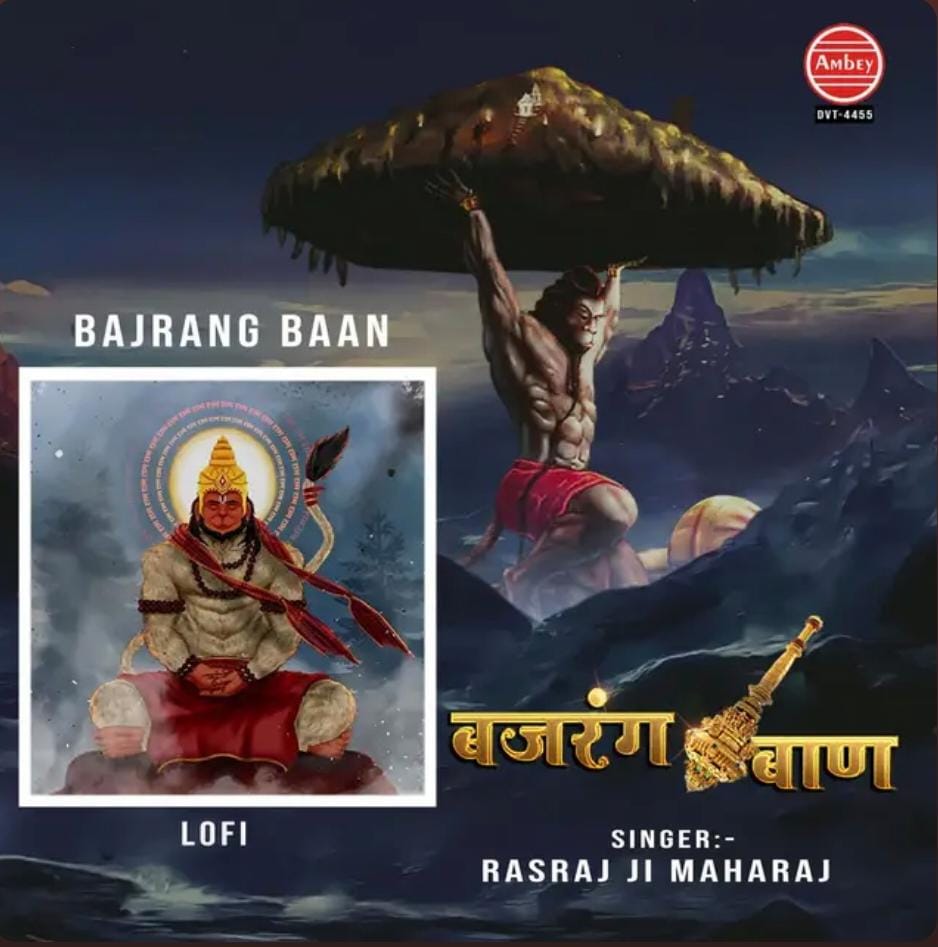 AMBEY
DVT-4455
BAJRANG BAAN
LOFI
बजरंग बाण
SINGER:-
RASRAJ JI MAHARAJ